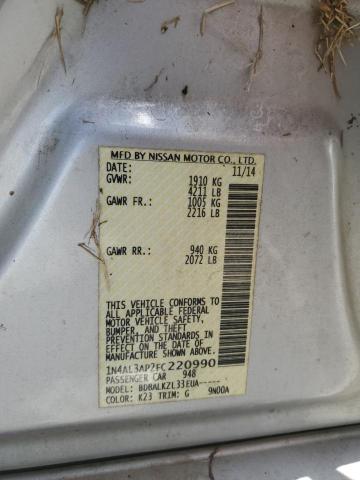 MFD BY NISSAN MOTOR CO., LTD.
DATE: 11/14
GVWR: 1910 KG
4211 LB
GAWR FR.: 1005 KG
2216 LB
GAWR RR.: 940 KG
2072 LB
THIS VEHICLE CONFORMS TO
ALL APPLICABLE FEDERAL
MOTOR VEHICLE SAFETY,
BUMPER, AND THEFT
PREVENTION STANDARDS IN
EFFECT ON THE DATE OF
MANUFACTURE SHOWN ABOVE.
1N4AL3AP2FC220990
PASSENGER CAR 948
MODEL: BDBALKZL33EUA-----
COLOR: K23 TRIM: G 9N00A